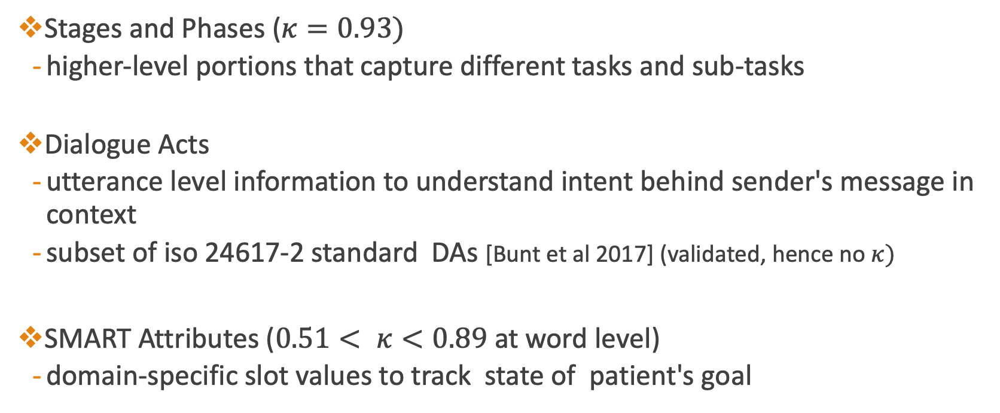 ❖Stages and Phases (κ = 0.93)
- higher-level portions that capture different tasks and sub-tasks
❖Dialogue Acts
- utterance level information to understand intent behind sender's message in
context
- subset of iso 24617-2 standard DAs [Bunt et al 2017] (validated, hence no κ)
❖SMART Attributes (0.51 < κ < 0.89 at word level)
- domain-specific slot values to track state of patient's goal